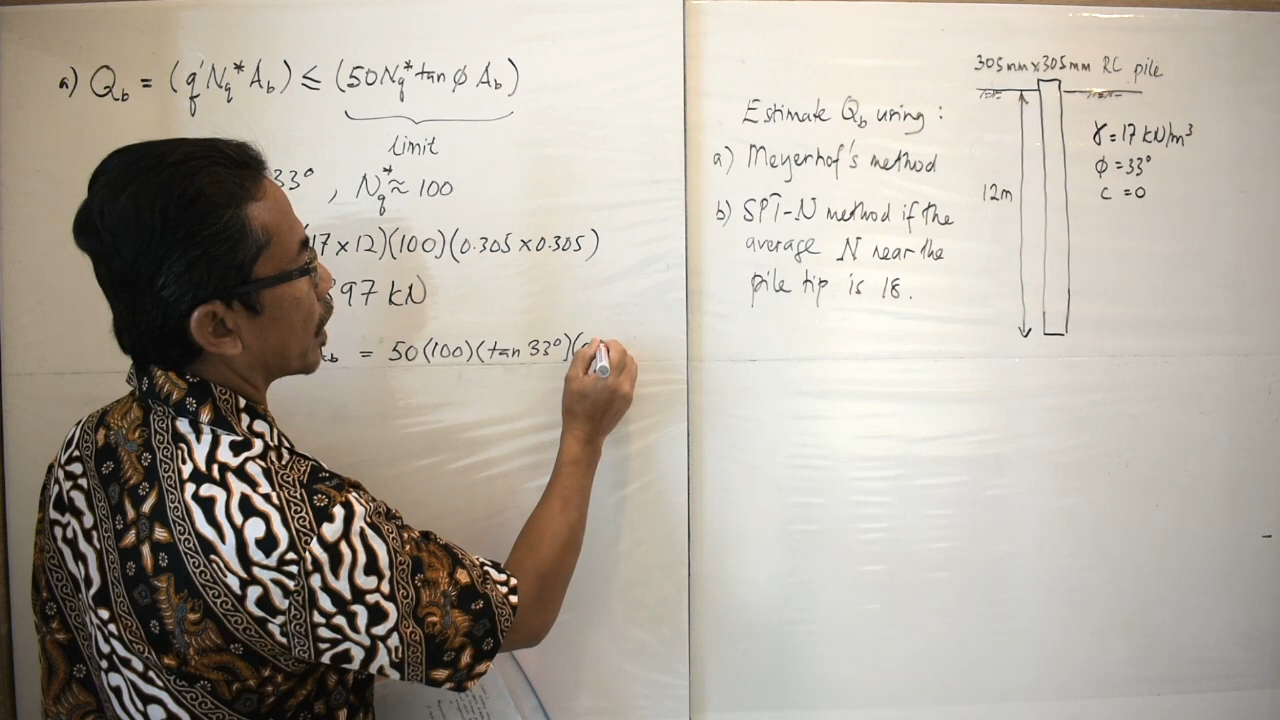 a) Q_b = (q'N_q*A_b) ≤ (50N_q*tan ϕ A_b)
limit
33°, N_q* ≈ 100
17 × 12)(100)(0.305 × 0.305)
97 kN
= 50(100)(tan 33°)(
305mm×305mm RC pile
Estimate Q_b using :
a) Meyerhof's method
b) SPT-N method if the
average N near the
pile tip is 18.
12m
γ = 17 kN/m³
ϕ = 33°
c = 0